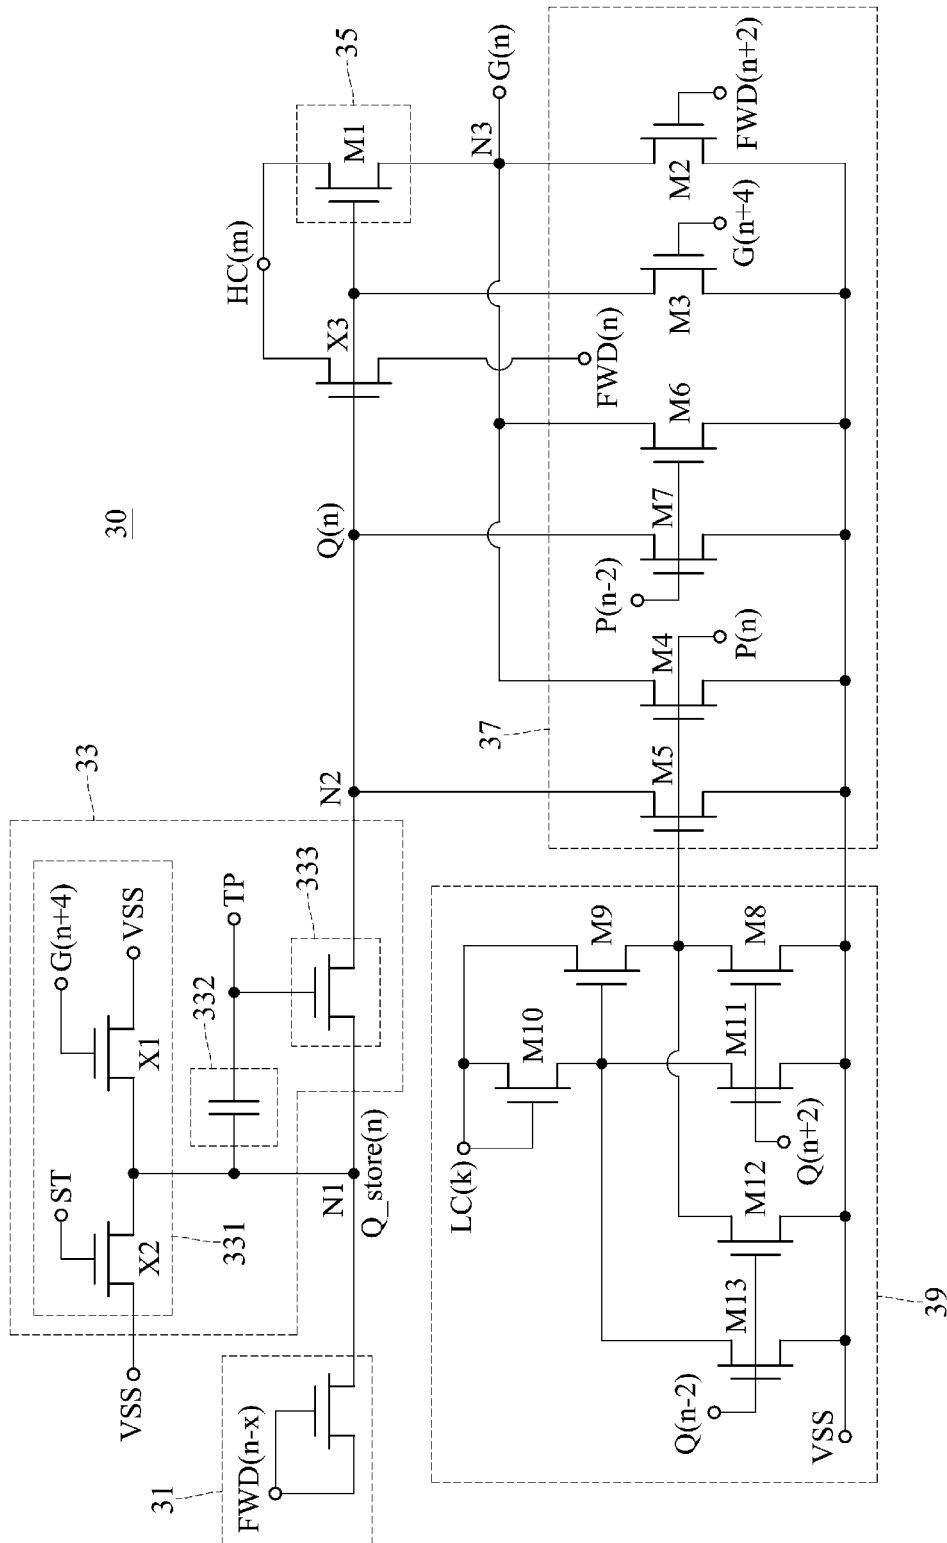 30
33
G(n+4)
VSS
ST
X1
X2
331
VSS
332
TP
333
31
FWD(n-x)
N1
Q_store(n)
N2
Q(n)
X3
HC(m)
M1
35
N3
G(n)
37
M5
M4
P(n)
P(n-2)
M7
M6
FWD(n)
M3
G(n+4)
M2
FWD(n+2)
39
LC(k)
M10
M9
M8
M11
Q(n+2)
M12
M13
Q(n-2)
VSS